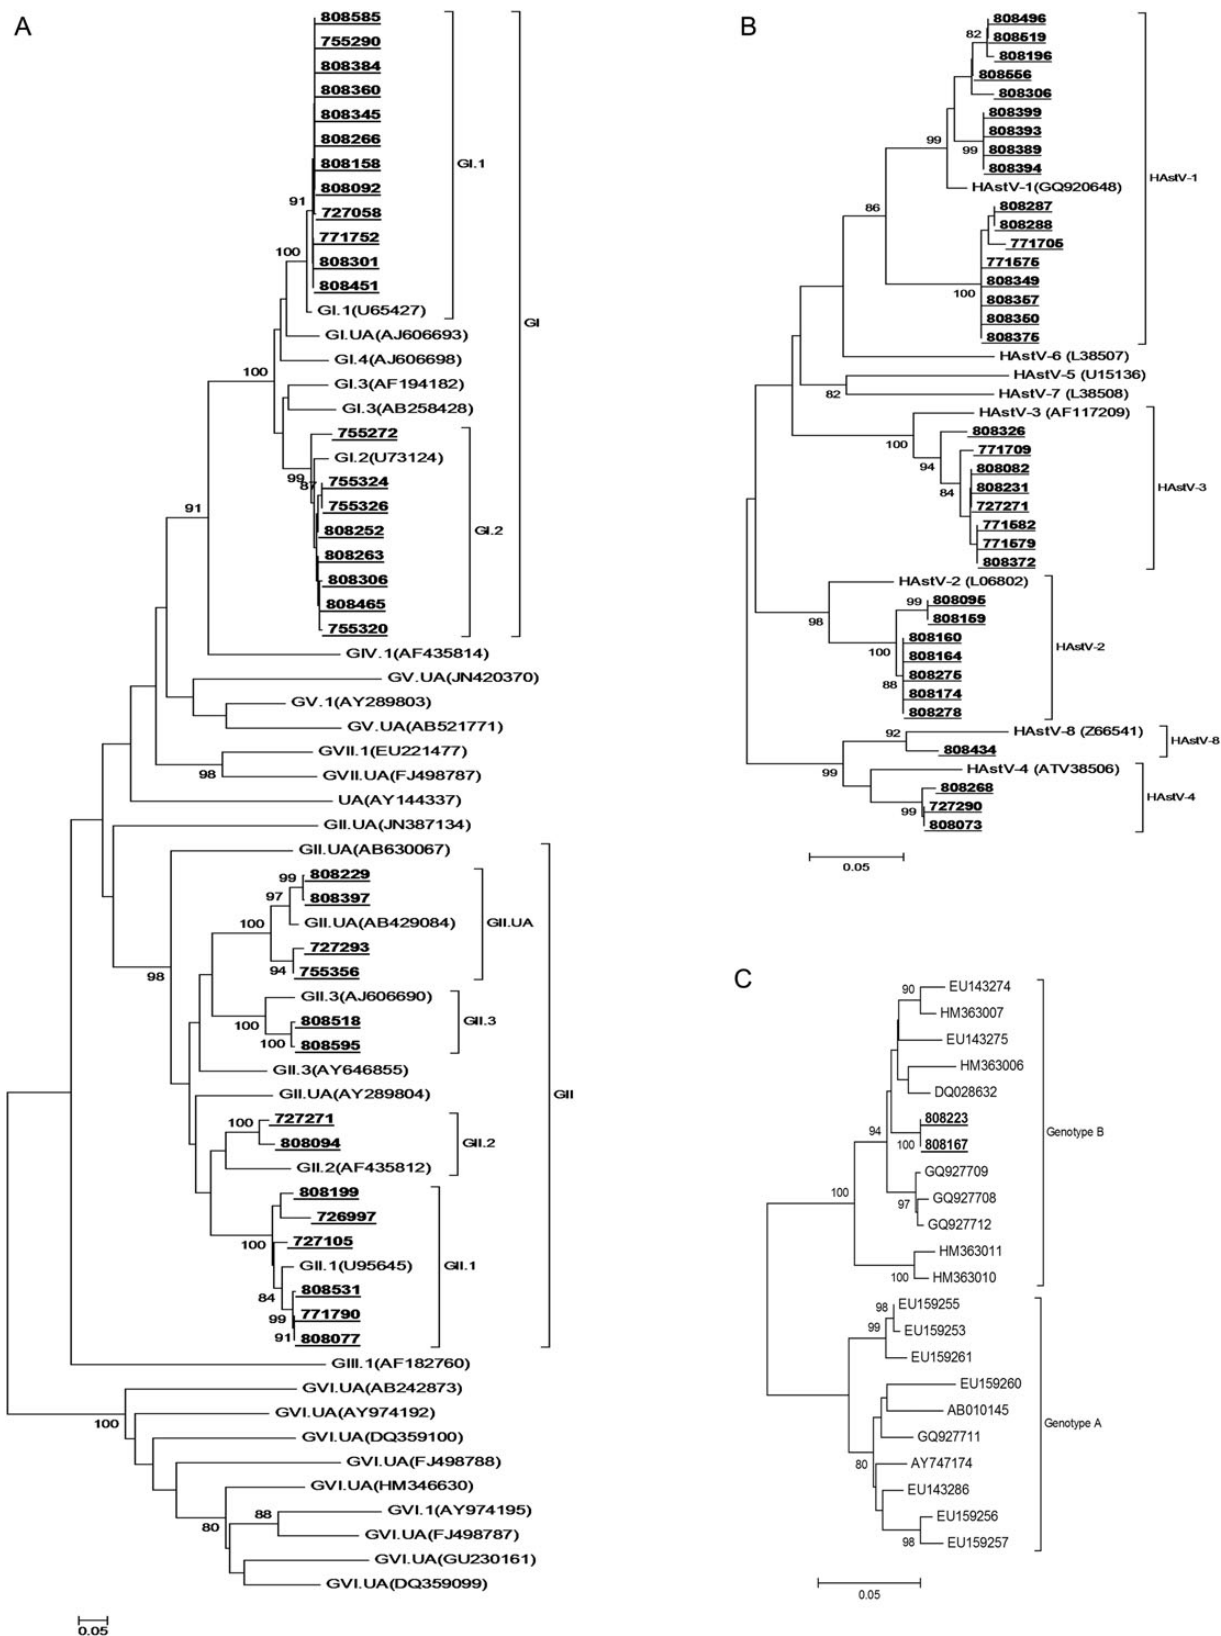 A
808585
755290
808384
808360
808345
808266
808158
808092
727058
771752
808301
808451
GI.1(U65427)
GI.UA(AJ606693)
GI.4(AJ606698)
GI.3(AF194182)
GI.3(AB258428)
755272
GI.2(U73124)
755324
755326
808252
808263
808306
808465
755320
GIV.1(AF435814)
GV.UA(JN420370)
GV.1(AY289803)
GV.UA(AB521771)
GVII.1(EU221477)
GVII.UA(FJ498787)
UA(AY144337)
GII.UA(JN387134)
GII.UA(AB630067)
808229
808397
GII.UA(AB429084)
727293
755356
GII.3(AJ606690)
808518
808595
GII.3(AY646855)
GII.UA(AY289804)
727271
808094
GII.2(AF435812)
808199
726997
727105
GII.1(U95645)
808531
771790
808077
GIII.1(AF182760)
GVI.UA(AB242873)
GVI.UA(AY974192)
GVI.UA(DQ359100)
GVI.UA(FJ498788)
GVI.UA(HM346630)
GVI.1(AY974195)
GVI.UA(FJ498787)
GVI.UA(GU230161)
GVI.UA(DQ359099)
91
100
100
99
87
91
98
99
97
100
94
98
100
100
100
100
84
99
91
100
88
80
GI.1
GI
GI.2
GII.UA
GII.3
GII
GII.2
GII.1
0.05
B
808496
808519
808196
808556
808306
808399
808393
808389
808394
HAstV-1(GQ920648)
808287
808288
771705
771575
808349
808357
808350
808375
HAstV-6 (L38507)
HAstV-5 (U15136)
HAstV-7 (L38508)
HAstV-3 (AF117209)
808326
771709
808082
808231
727271
771582
771579
808372
HAstV-2 (L06802)
808095
808159
808160
808164
808275
808174
808278
HAstV-8 (Z66541)
808434
HAstV-4 (ATV38506)
808268
727290
808073
82
99
99
86
100
82
100
94
84
99
98
100
88
92
99
99
HAstV-1
HAstV-3
HAstV-2
HAstV-8
HAstV-4
0.05
C
EU143274
HM363007
EU143275
HM363006
DQ028632
808223
808167
GQ927709
GQ927708
GQ927712
HM363011
HM363010
EU159255
EU159253
EU159261
EU159260
AB010145
GQ927711
AY747174
EU143286
EU159256
EU159257
90
94
100
100
97
100
98
99
80
98
Genotype B
Genotype A
0.05